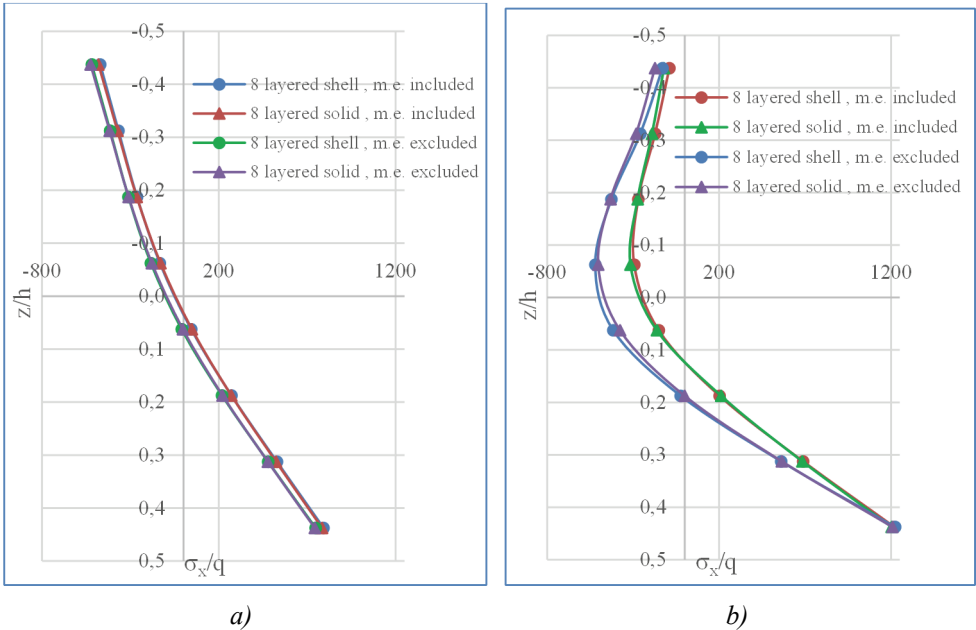 -0,5
-0,4
-0,3
-0,2
-0,1
0,0
0,1
0,2
0,3
0,4
0,5
-800
200
1200
z/h
σx/q
8 layered shell , m.e. included
8 layered solid , m.e. included
8 layered shell , m.e. excluded
8 layered solid , m.e. excluded
a)
-0,5
-0,4
-0,3
-0,2
-0,1
0,0
0,1
0,2
0,3
0,4
0,5
-800
200
1200
z/h
σx/q
8 layered shell , m.e. included
8 layered solid , m.e. included
8 layered shell , m.e. excluded
8 layered solid , m.e. excluded
b)